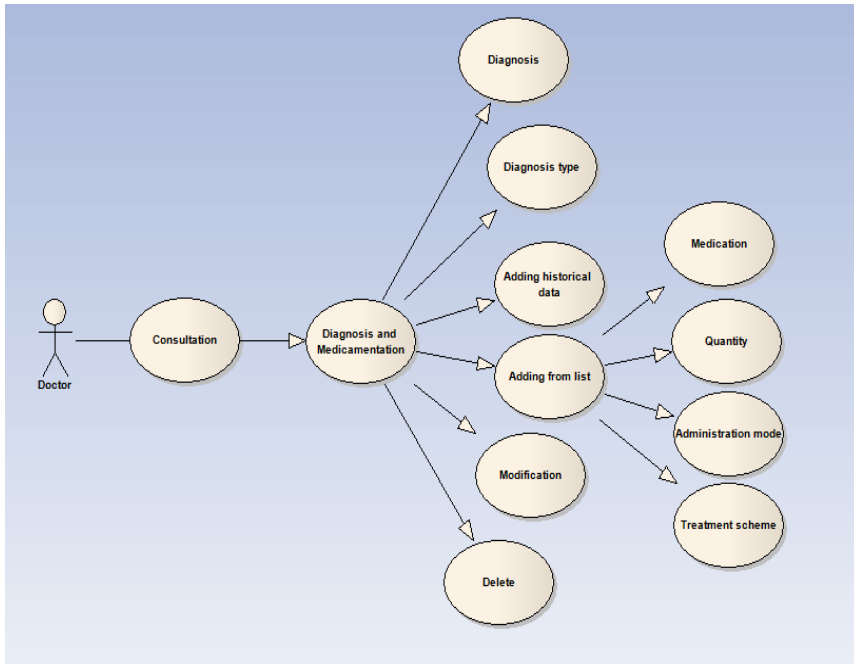 Diagnosis
Diagnosis type
Medication
Adding historical
data
Consultation
Diagnosis and
Medicamentation
Quantity
Adding from list
Doctor
Administration mode
Modification
Treatment scheme
Delete